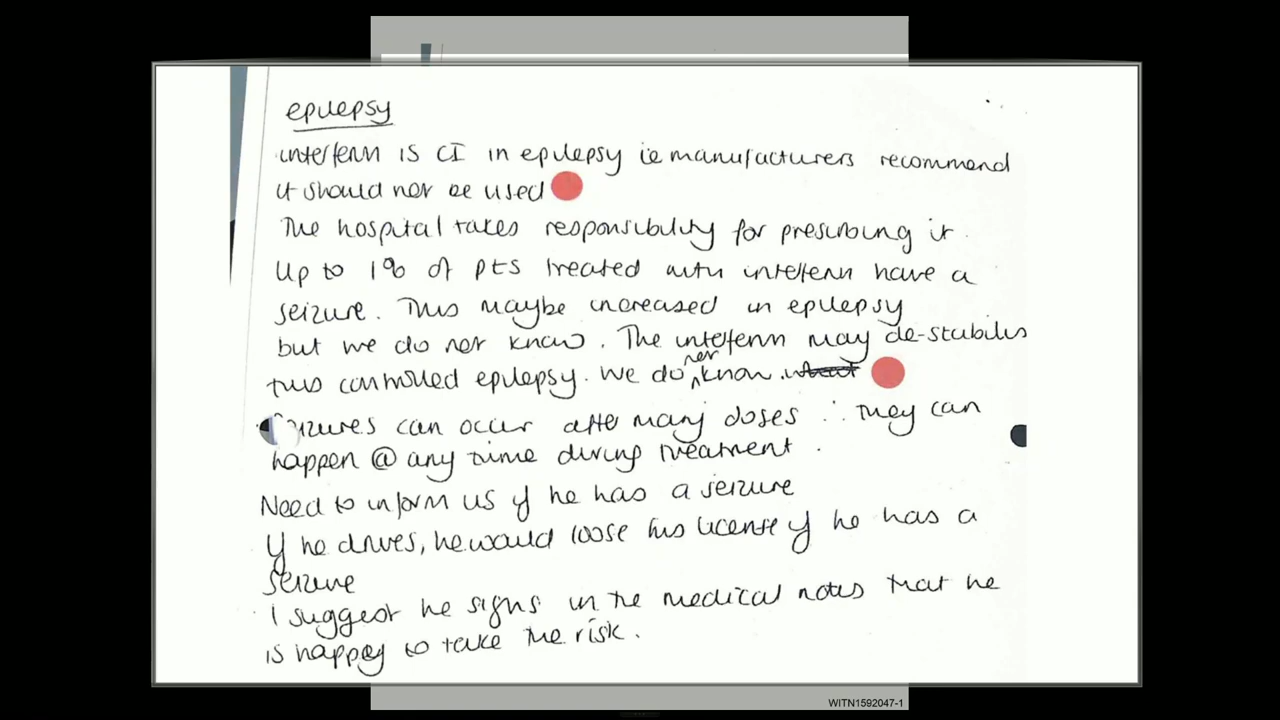 epilepsy
interfern is CI in epilepsy ie manufacturers recommend
it should not be used
The hospital takes responsibility for prescribing it.
Up to 1% of pts treated with interfern have a
seizure. This maybe increased in epilepsy
but we do not know. The interfern may de-stabilis
this controlled epilepsy. We do not know.
seizures can occur after many doses ∴ they can
happen @ any time during treatment.
Need to inform us if he has a seizure
If he drives, he would loose his license if he has a
seizure
I suggest he signs in the medical notes that he
is happy to take the risk.
WITN1592047-1